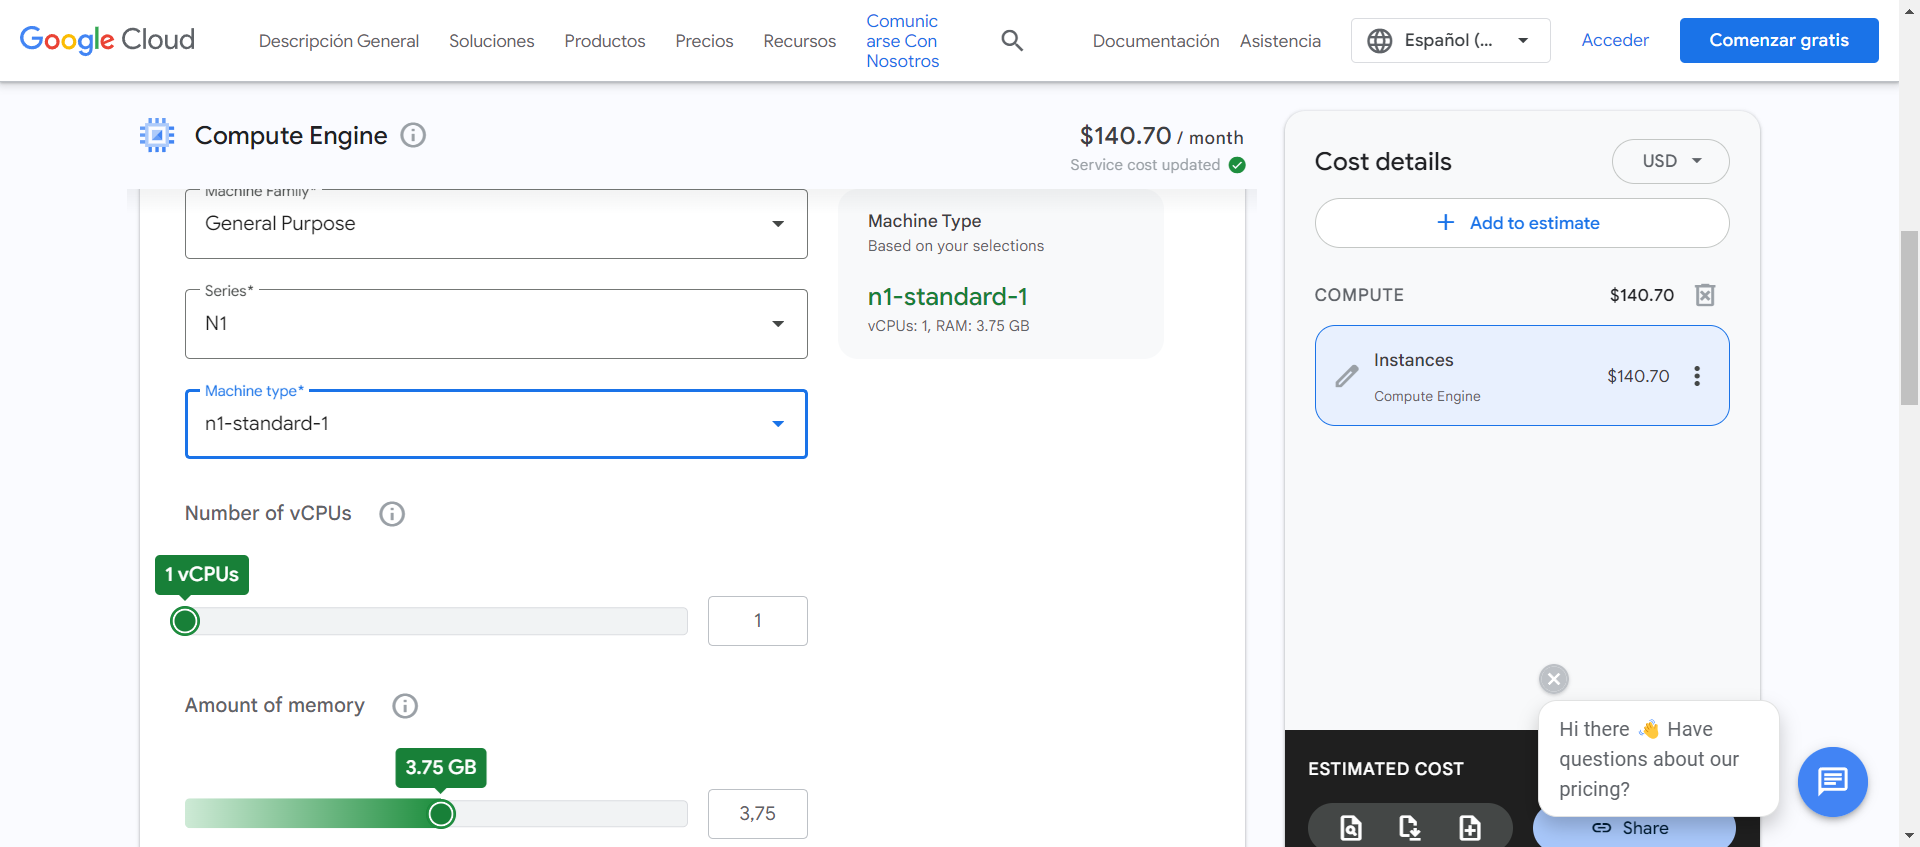 Google Cloud
Descripción General
Soluciones
Productos
Precios
Recursos
Comunic
arse Con
Nosotros
Documentación
Asistencia
Español (...
Acceder
Comenzar gratis
Compute Engine
$140.70 / month
Service cost updated
Machine Family*
General Purpose
Series*
N1
Machine type*
n1-standard-1
Number of vCPUs
1 vCPUs
1
Amount of memory
3.75 GB
3,75
Machine Type
Based on your selections
n1-standard-1
vCPUs: 1, RAM: 3.75 GB
Cost details
USD
Add to estimate
COMPUTE
$140.70
Instances
$140.70
Compute Engine
ESTIMATED COST
Share
Hi there 👋 Have
questions about our
pricing?